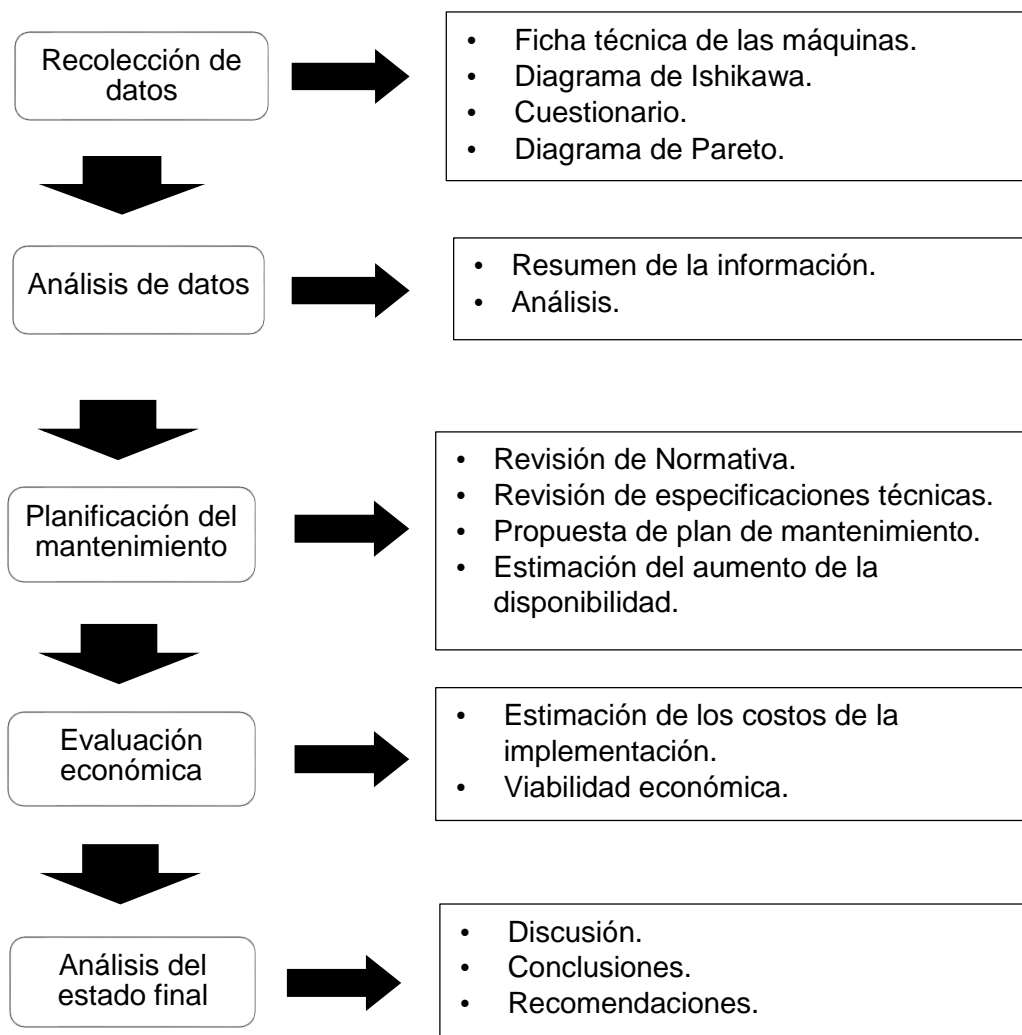 Recolección de
datos
• Ficha técnica de las máquinas.
• Diagrama de Ishikawa.
• Cuestionario.
• Diagrama de Pareto.
Análisis de datos
• Resumen de la información.
• Análisis.
Planificación del
mantenimiento
• Revisión de Normativa.
• Revisión de especificaciones técnicas.
• Propuesta de plan de mantenimiento.
• Estimación del aumento de la
disponibilidad.
Evaluación
económica
• Estimación de los costos de la
implementación.
• Viabilidad económica.
Análisis del
estado final
• Discusión.
• Conclusiones.
• Recomendaciones.